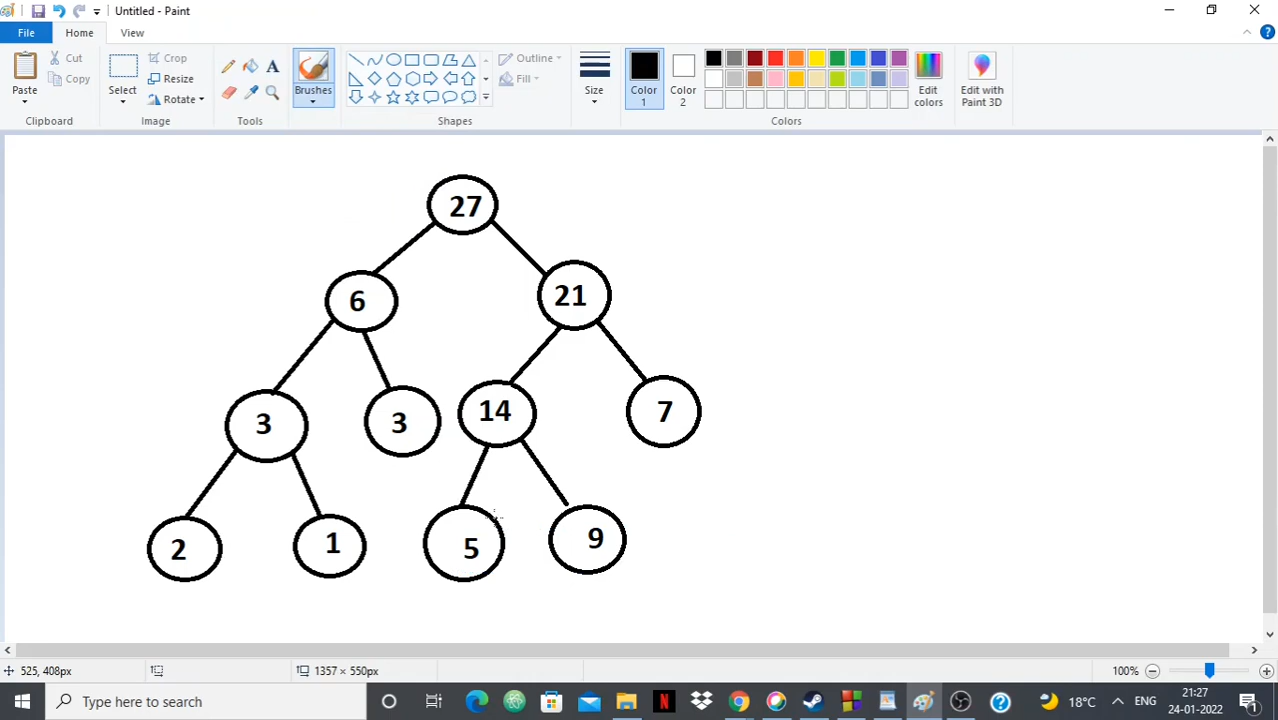 Untitled - Paint
File
Home
View
Paste
Cut
Copy
Clipboard
Select
Crop
Resize
Rotate
Image
Tools
Brushes
Outline
Fill
Shapes
Size
Color
1
Color
2
Edit
colors
Edit with
Paint 3D
Colors
27
6
21
3
3
14
7
2
1
5
9
525, 408px
1357 × 550px
100%
Type here to search
18°C
ENG
21:27
24-01-2022
1